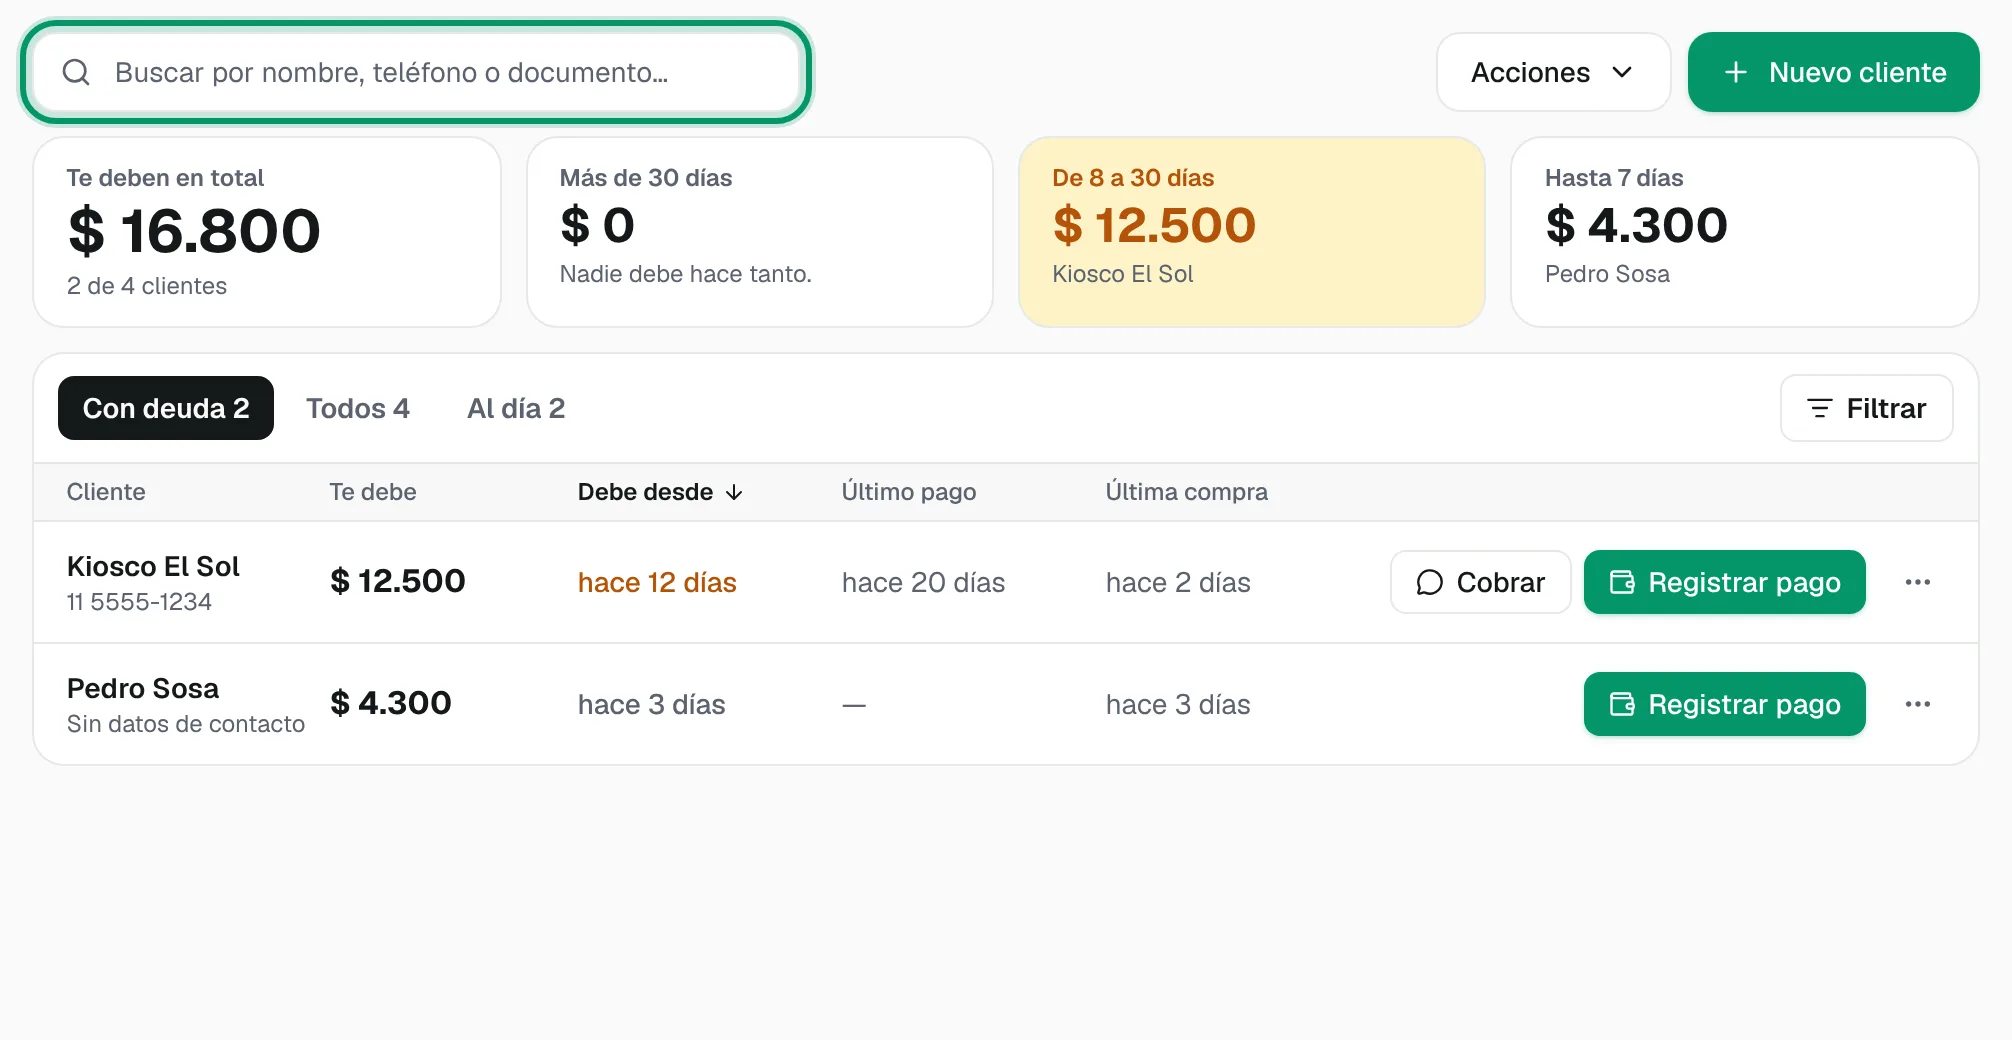 Buscar por nombre, teléfono o documento...
Acciones
+ Nuevo cliente
Te deben en total
$ 16.800
2 de 4 clientes
Más de 30 días
$ 0
Nadie debe hace tanto.
De 8 a 30 días
$ 12.500
Kiosco El Sol
Hasta 7 días
$ 4.300
Pedro Sosa
Con deuda 2
Todos 4
Al día 2
Filtrar
Cliente
Te debe
Debe desde ↓
Último pago
Última compra
Kiosco El Sol
11 5555-1234
$ 12.500
hace 12 días
hace 20 días
hace 2 días
Cobrar
Registrar pago
Pedro Sosa
Sin datos de contacto
$ 4.300
hace 3 días
—
hace 3 días
Registrar pago